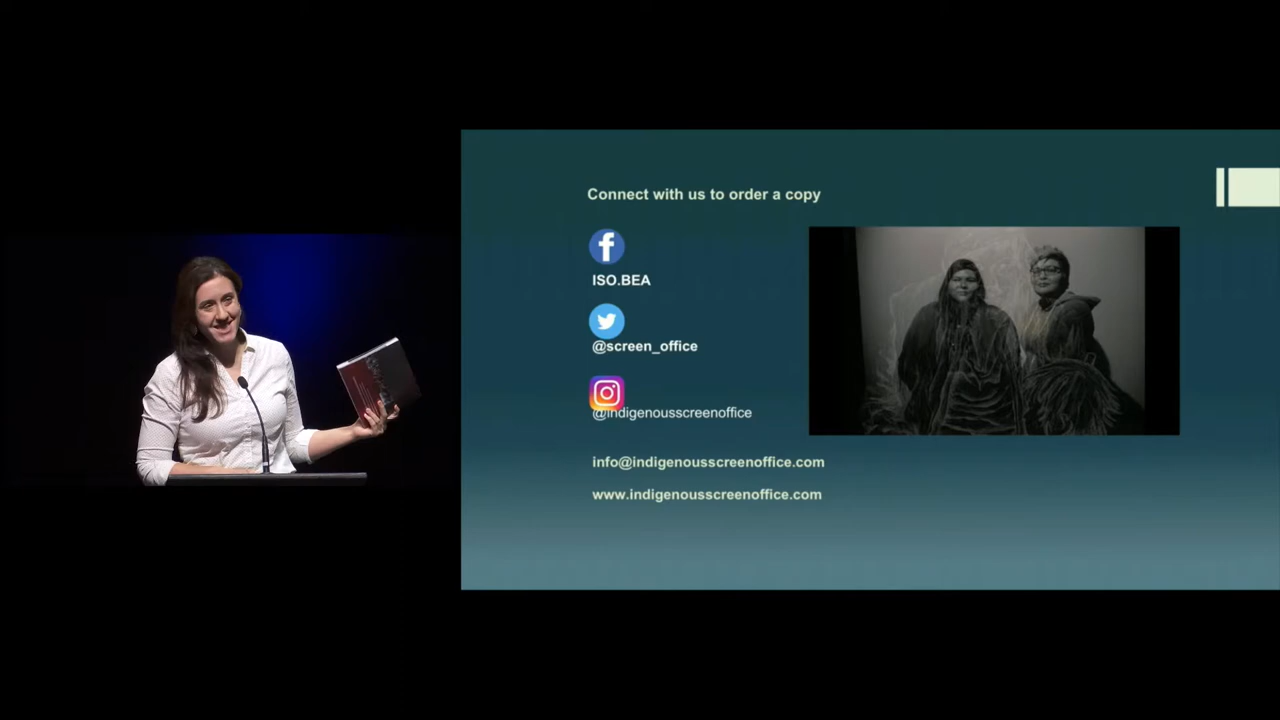 Connect with us to order a copy
ISO.BEA
@screen_office
@indigenousscreenoffice
info@indigenousscreenoffice.com
www.indigenousscreenoffice.com